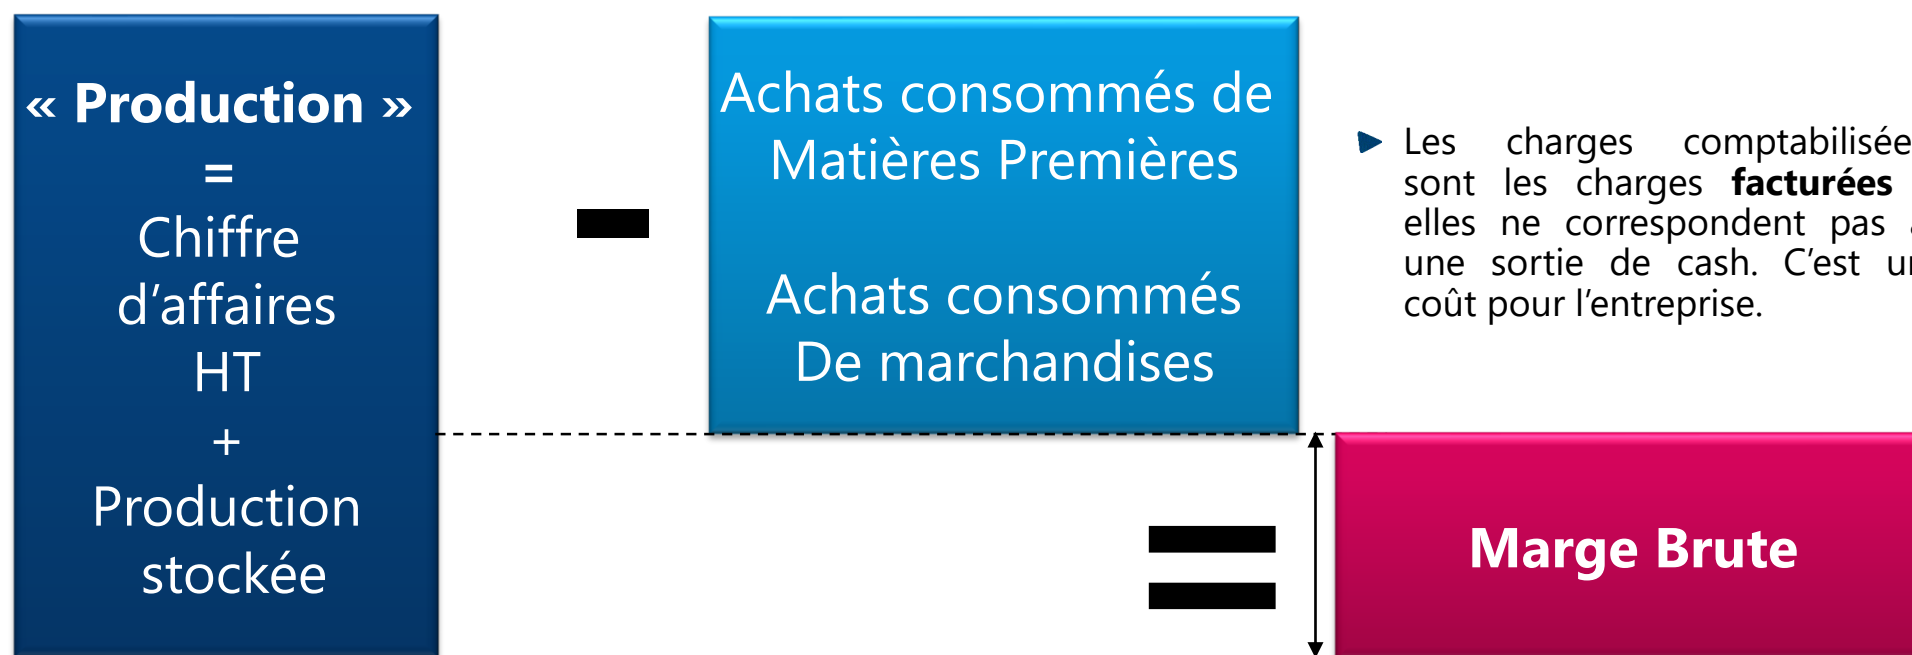 « Production »
=
Chiffre
d’affaires
HT
+
Production
stockée
Achats consommés de
Matières Premières
Achats consommés
De marchandises
Les charges comptabilisée
sont les charges facturées
elles ne correspondent pas
une sortie de cash. C’est un
coût pour l’entreprise.
Marge Brute